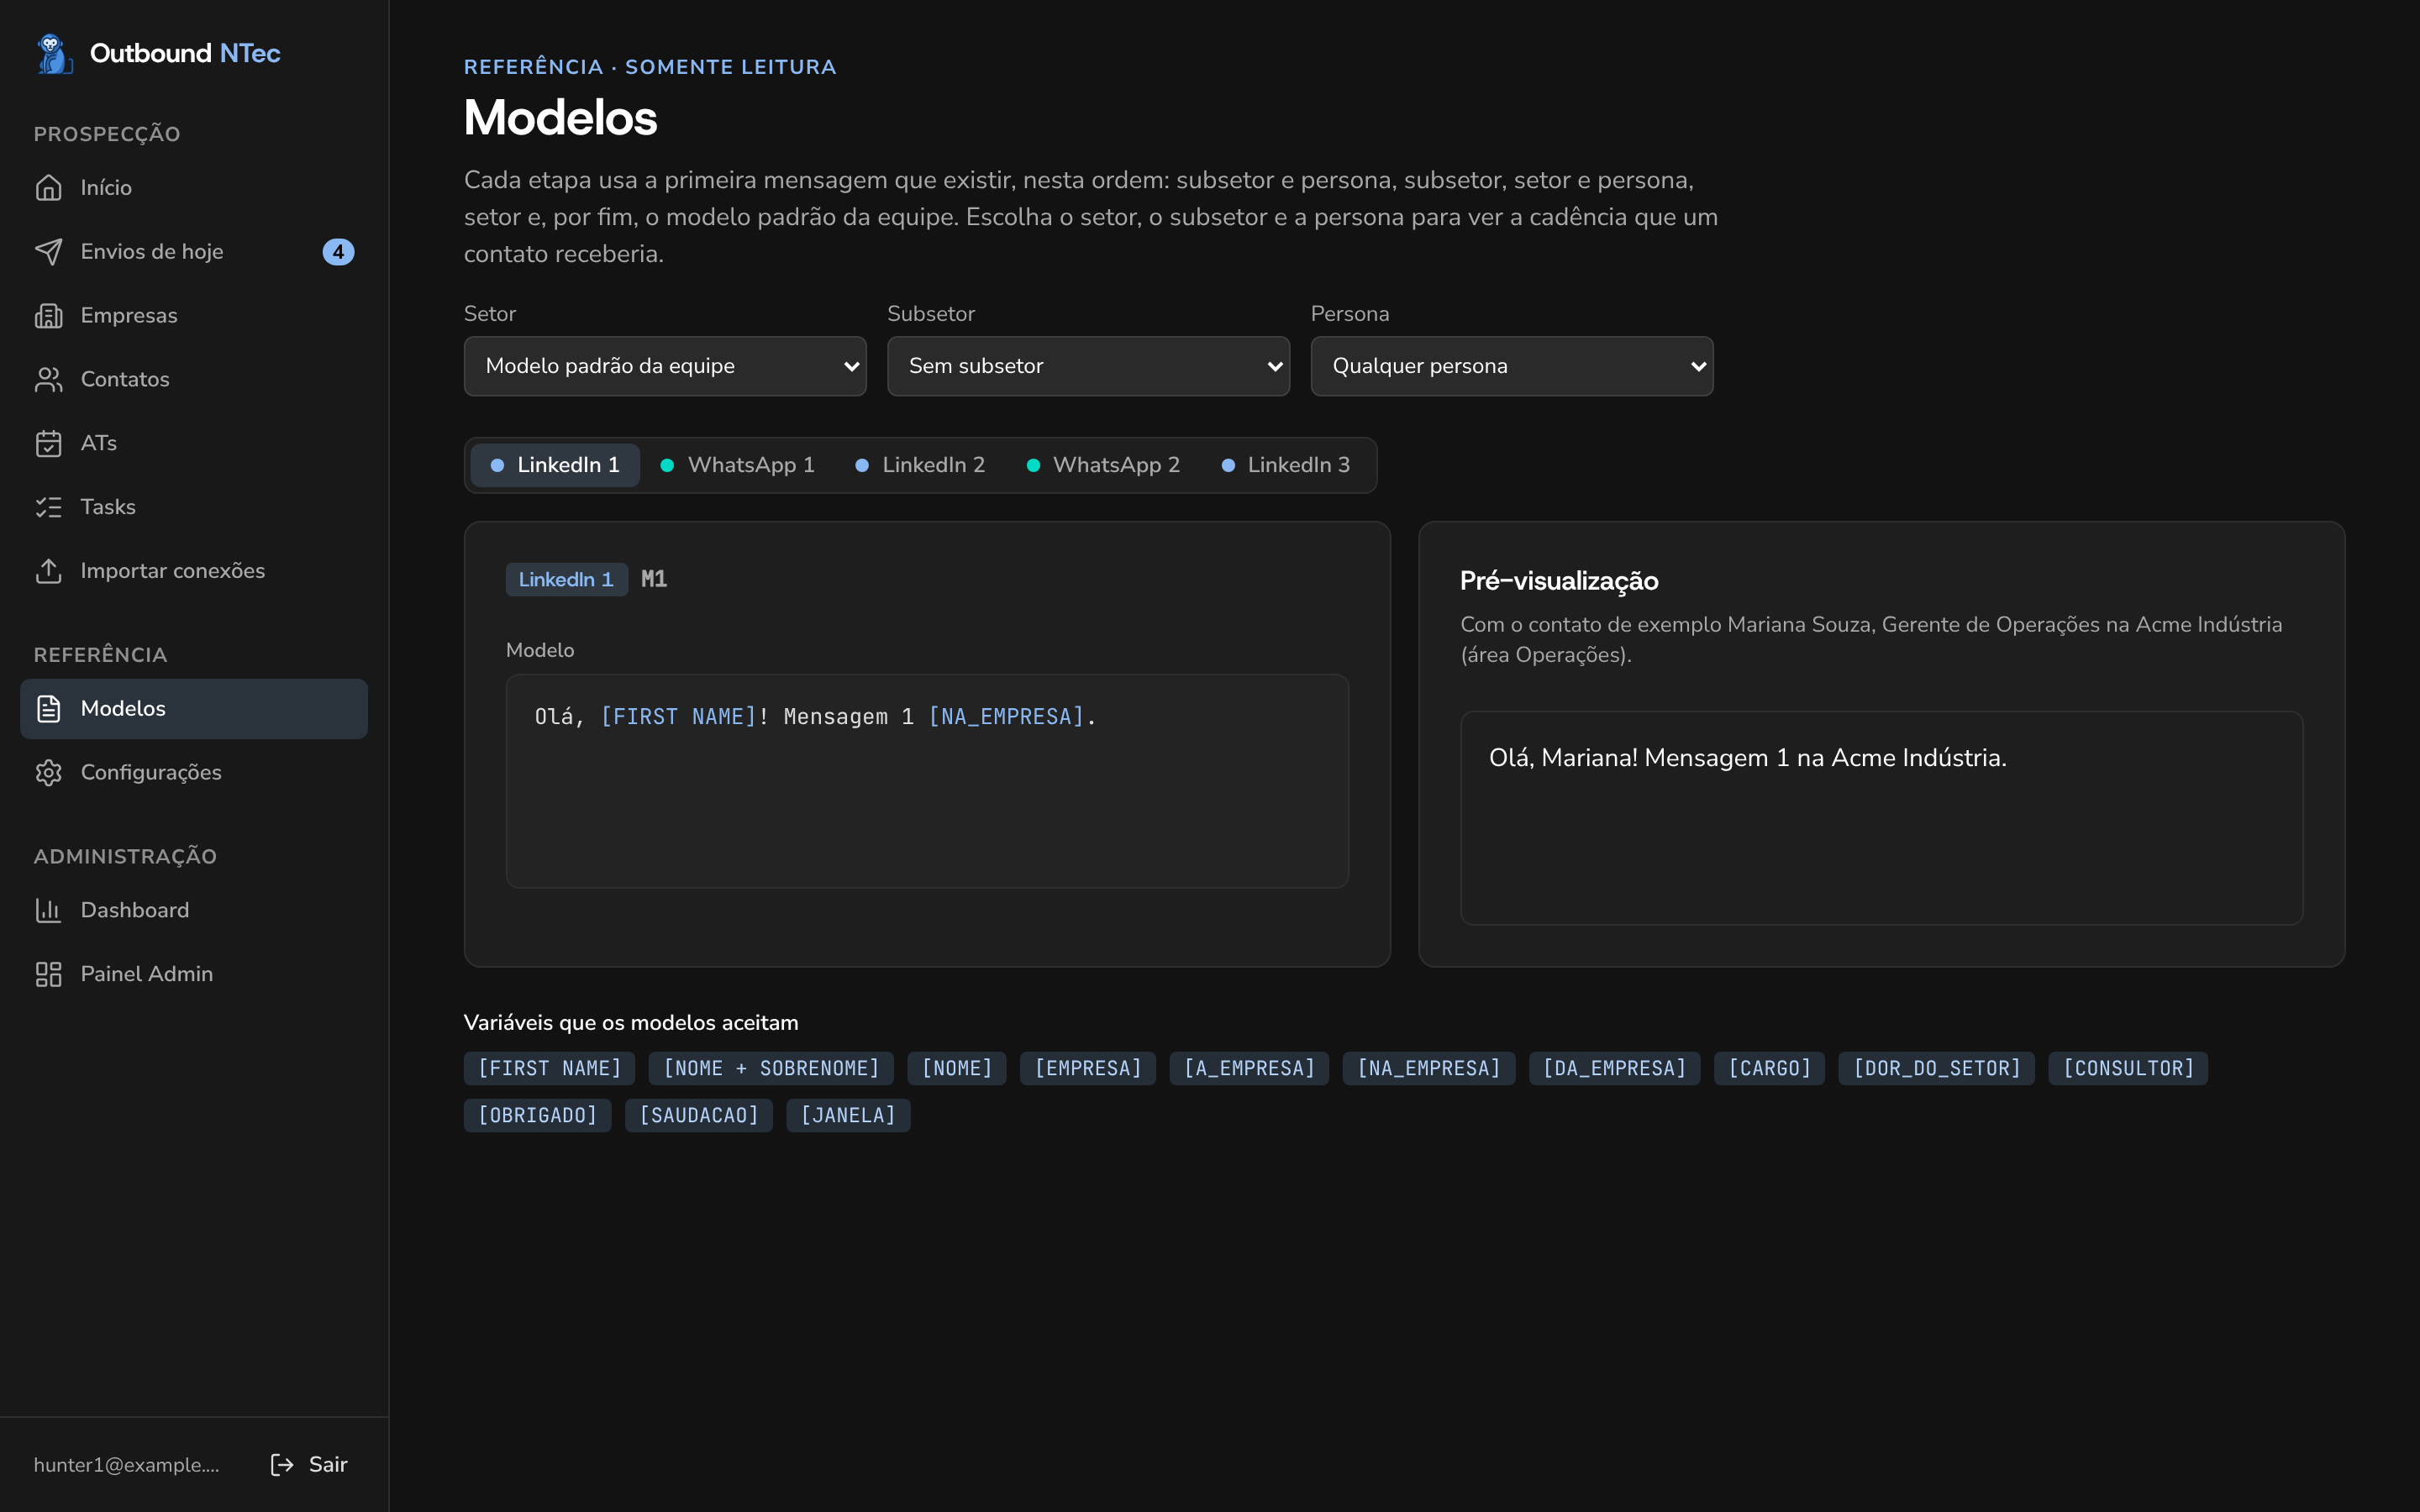 Outbound NTec
PROSPECÇÃO
Início
Envios de hoje 4
Empresas
Contatos
ATs
Tasks
Importar conexões
REFERÊNCIA
Modelos
Configurações
ADMINISTRAÇÃO
Dashboard
Painel Admin
hunter1@example.... Sair
REFERÊNCIA · SOMENTE LEITURA
Modelos
Cada etapa usa a primeira mensagem que existir, nesta ordem: subsetor e persona, subsetor, setor e persona,
setor e, por fim, o modelo padrão da equipe. Escolha o setor, o subsetor e a persona para ver a cadência que um
contato receberia.
Setor Subsetor Persona
Modelo padrão da equipe Sem subsetor Qualquer persona
LinkedIn 1 WhatsApp 1 LinkedIn 2 WhatsApp 2 LinkedIn 3
LinkedIn 1 M1
Modelo
Olá, [FIRST NAME]! Mensagem 1 [NA_EMPRESA].
Pré-visualização
Com o contato de exemplo Mariana Souza, Gerente de Operações na Acme Indústria
(área Operações).
Olá, Mariana! Mensagem 1 na Acme Indústria.
Variáveis que os modelos aceitam
[FIRST NAME] [NOME + SOBRENOME] [NOME] [EMPRESA] [A_EMPRESA] [NA_EMPRESA] [DA_EMPRESA] [CARGO] [DOR_DO_SETOR] [CONSULTOR]
[OBRIGADO] [SAUDACAO] [JANELA]